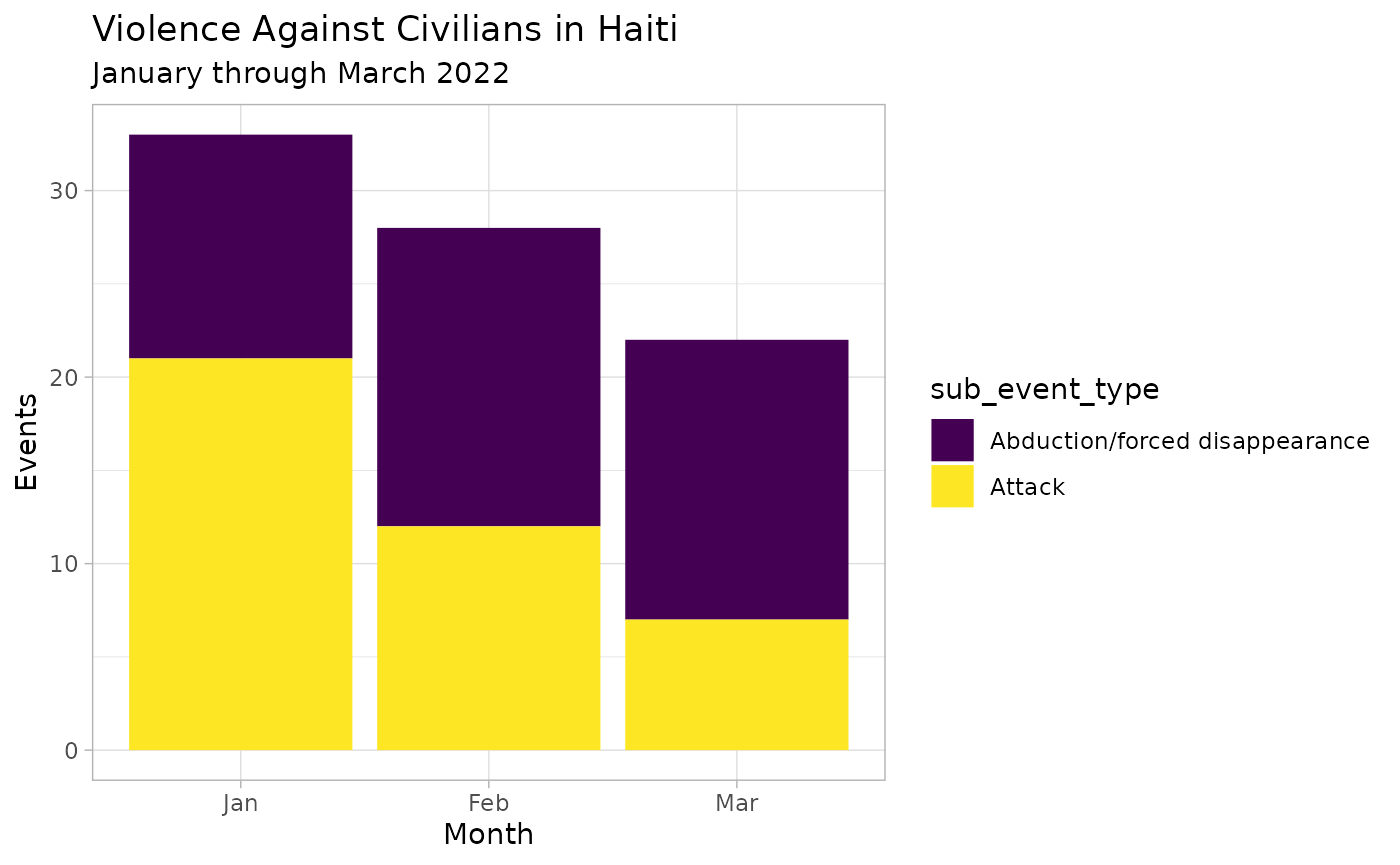 Violence Against Civilians in Haiti
January through March 2022
30
20
10
0
Events
Jan Feb Mar
Month
sub_event_type
Abduction/forced disappearance
Attack